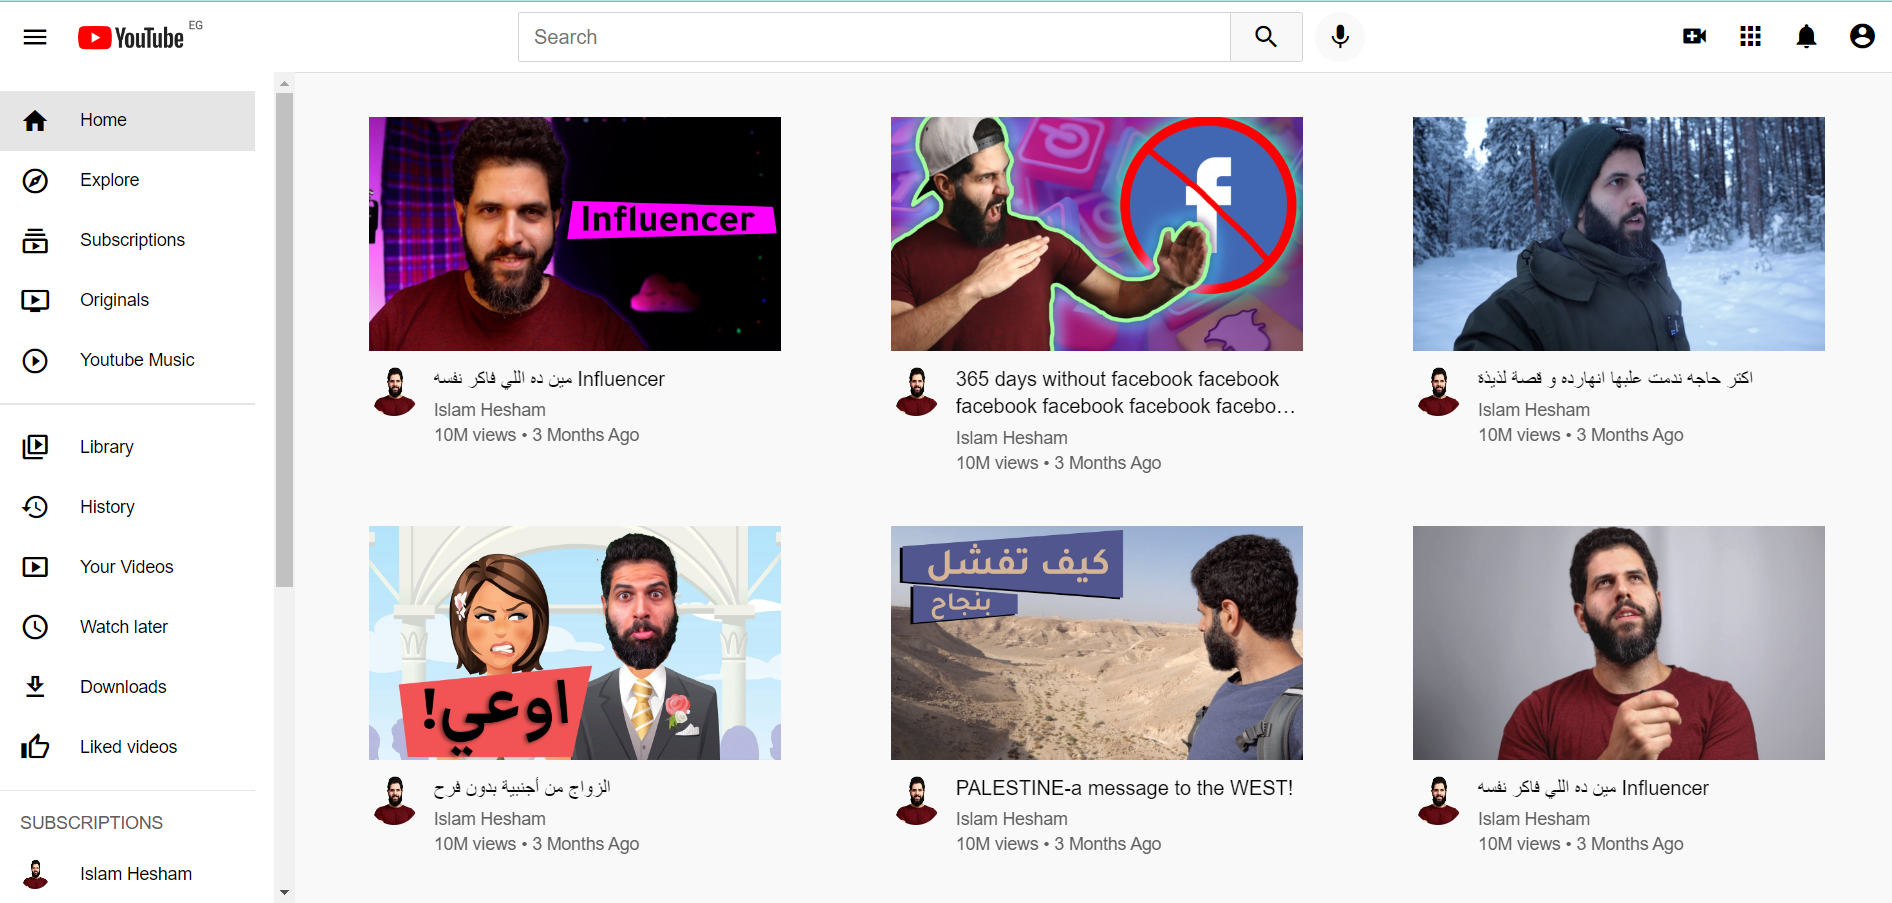 YouTube EG
Search
Home
Explore
Subscriptions
Originals
Youtube Music
Library
History
Your Videos
Watch later
Downloads
Liked videos
SUBSCRIPTIONS
Islam Hesham
Influencer
مين ده اللي فاكر نفسه Influencer
Islam Hesham
10M views • 3 Months Ago
365 days without facebook facebook
facebook facebook facebook facebo...
Islam Hesham
10M views • 3 Months Ago
اكتر حاجه ندمت علبها انهارده و قصة لذيذة
Islam Hesham
10M views • 3 Months Ago
اوعي!
الزواج من أجنبية بدون فرح
Islam Hesham
10M views • 3 Months Ago
كيف تفشل
بنجاح
PALESTINE-a message to the WEST!
Islam Hesham
10M views • 3 Months Ago
مين ده اللي فاكر نفسه Influencer
Islam Hesham
10M views • 3 Months Ago